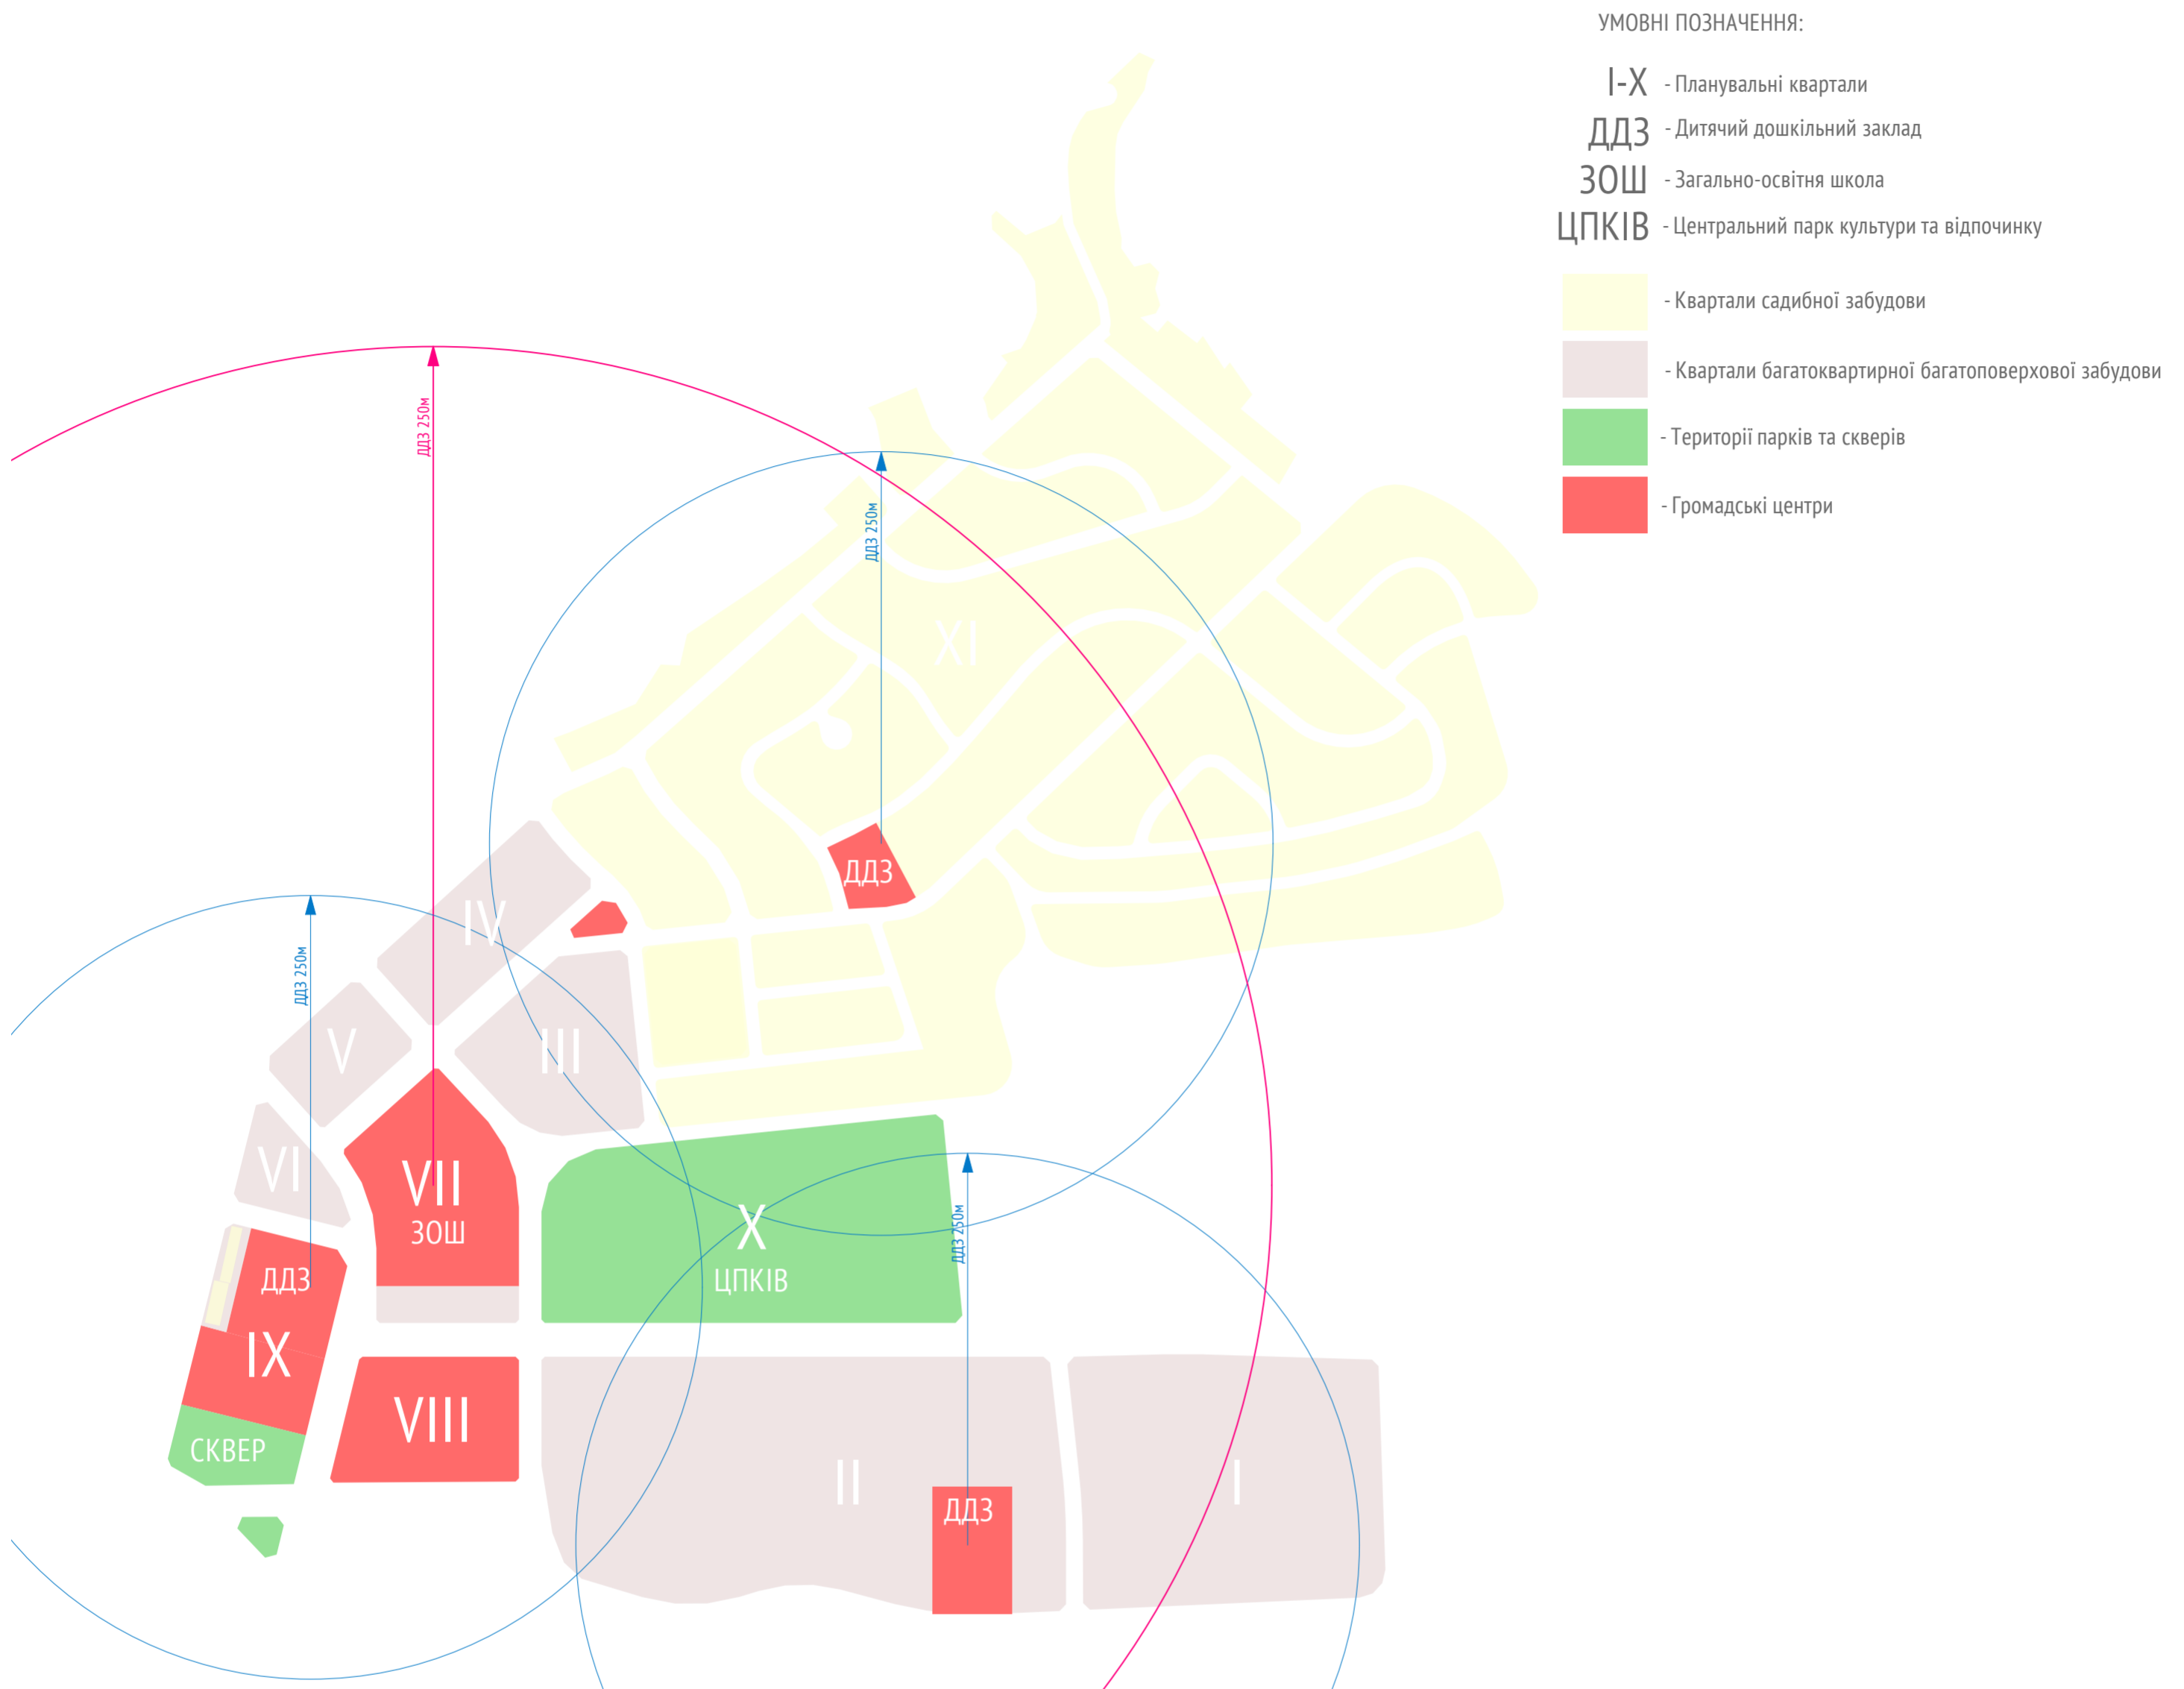 УМОВНІ ПОЗНАЧЕННЯ:
I-X - Планувальні квартали
ДДЗ - Дитячий дошкільний заклад
ЗОШ - Загально-освітня школа
ЦПКІВ - Центральний парк культури та відпочинку
- Квартали садибної забудови
- Квартали багатоквартирної багатоповерхової забудови
- Території парків та скверів
- Громадські центри
ДДЗ 250м
ДДЗ 250м
XI
ДДЗ
IV
ДДЗ 250м
V
III
VI
VII
ЗОШ
X
ЦПКІВ
ДДЗ 250м
ДДЗ
IX
VIII
СКВЕР
II
I
ДДЗ